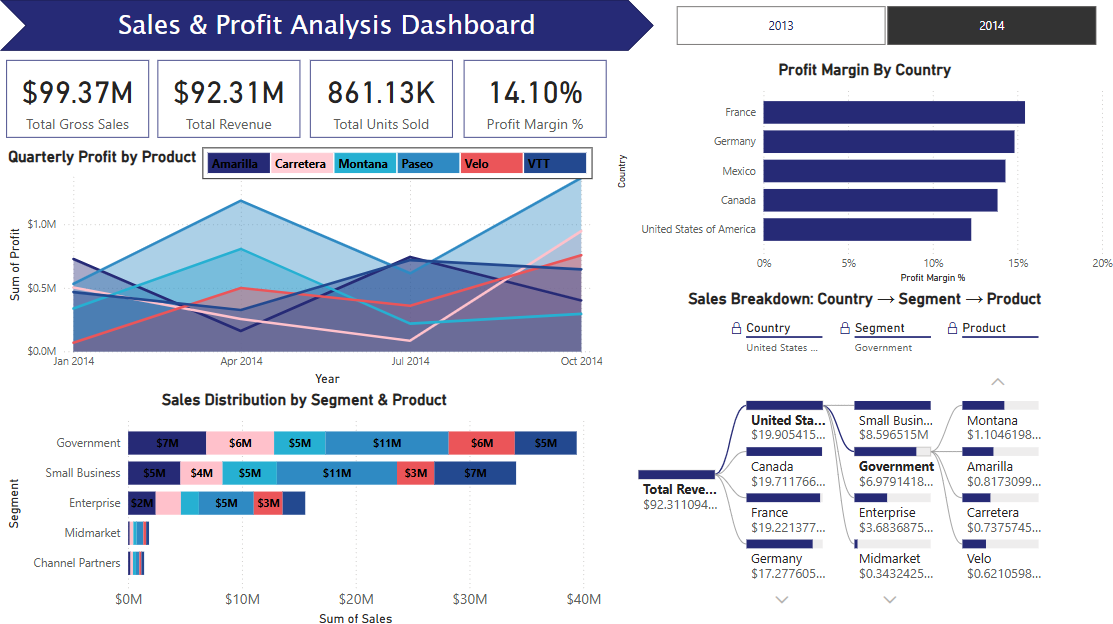 Sales & Profit Analysis Dashboard
2013 2014
$99.37M
Total Gross Sales
$92.31M
Total Revenue
861.13K
Total Units Sold
14.10%
Profit Margin %
Quarterly Profit by Product
Amarilla Carretera Montana Paseo Velo VTT
Sum of Profit
$1.0M
$0.5M
$0.0M
Jan 2014 Apr 2014 Jul 2014 Oct 2014
Year
Profit Margin By Country
Country
France
Germany
Mexico
Canada
United States of America
0% 5% 10% 15% 20%
Profit Margin %
Sales Distribution by Segment & Product
Segment
Government $7M $6M $5M $11M $6M $5M
Small Business $5M $4M $5M $11M $3M $7M
Enterprise $2M $5M $3M
Midmarket
Channel Partners
$0M $10M $20M $30M $40M
Sum of Sales
Sales Breakdown: Country → Segment → Product
Country Segment Product
United States ... Government
Total Reve...
$92.311094...
United Sta...
$19.905415...
Canada
$19.711766...
France
$19.221377...
Germany
$17.277605...
Small Busin...
$8.596515M
Government
$6.9791418...
Enterprise
$3.6836875...
Midmarket
$0.3432425...
Montana
$1.1046198...
Amarilla
$0.8173099...
Carretera
$0.7375745...
Velo
$0.6210598...